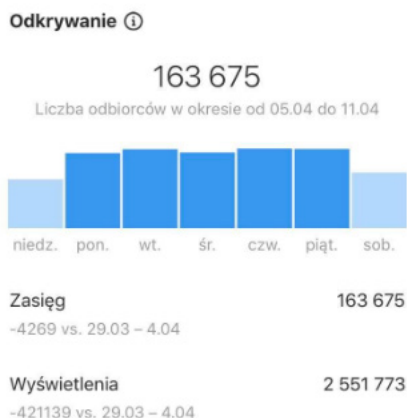 Odkrywanie
163 675
Liczba odbiorców w okresie od 05.04 do 11.04
niedz. pon. wt. śr. czw. piąt. sob.
Zasięg 163 675
-4269 vs. 29.03 – 4.04
Wyświetlenia 2 551 773
-421139 vs. 29.03 – 4.04